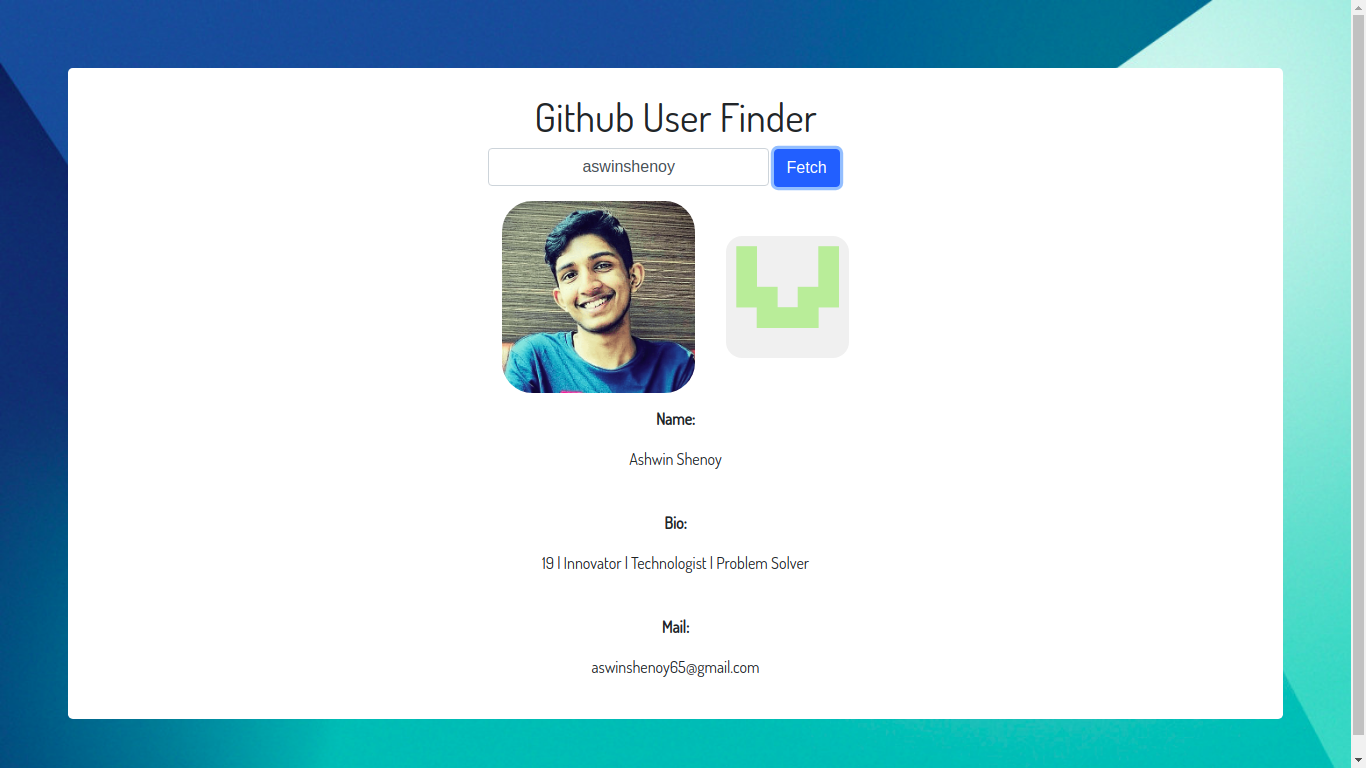 Github User Finder
aswinshenoy Fetch
Name:
Ashwin Shenoy
Bio:
19 | Innovator | Technologist | Problem Solver
Mail:
aswinshenoy65@gmail.com